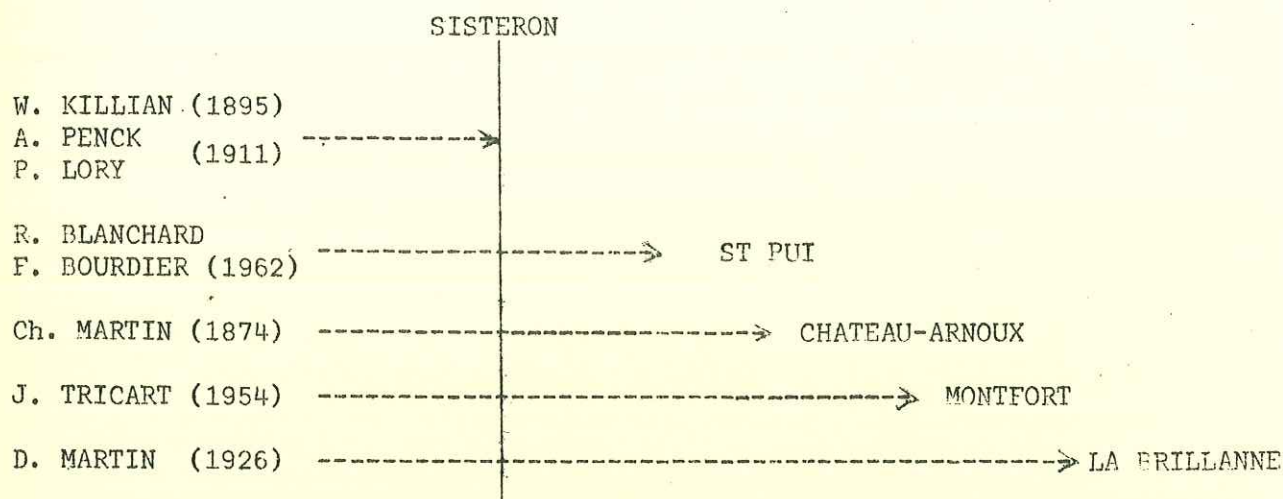 SISTERON
W. KILLIAN (1895)
A. PENCK
(1911)
P. LORY
R. BLANCHARD
F. BOURDIER (1962)
ST PUI
Ch. MARTIN (1874)
CHATEAU-ARNOUX
J. TRICART (1954)
MONTFORT
D. MARTIN (1926)
LA BRILLANNE